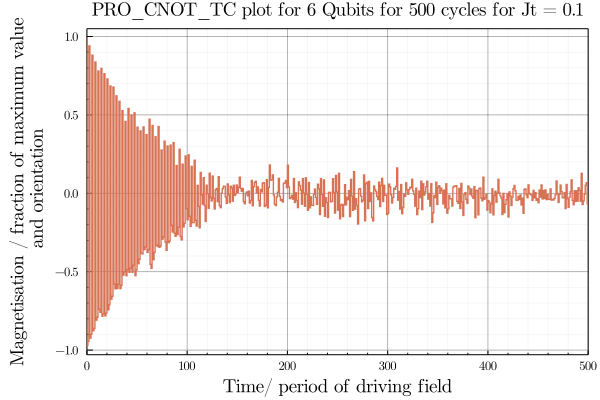 PRO_CNOT_TC plot for 6 Qubits for 500 cycles for Jt = 0.1
Magnetisation / fraction of maximum value
and orientation
1.0
0.5
0.0
−0.5
−1.0
0 100 200 300 400 500
Time/ period of driving field